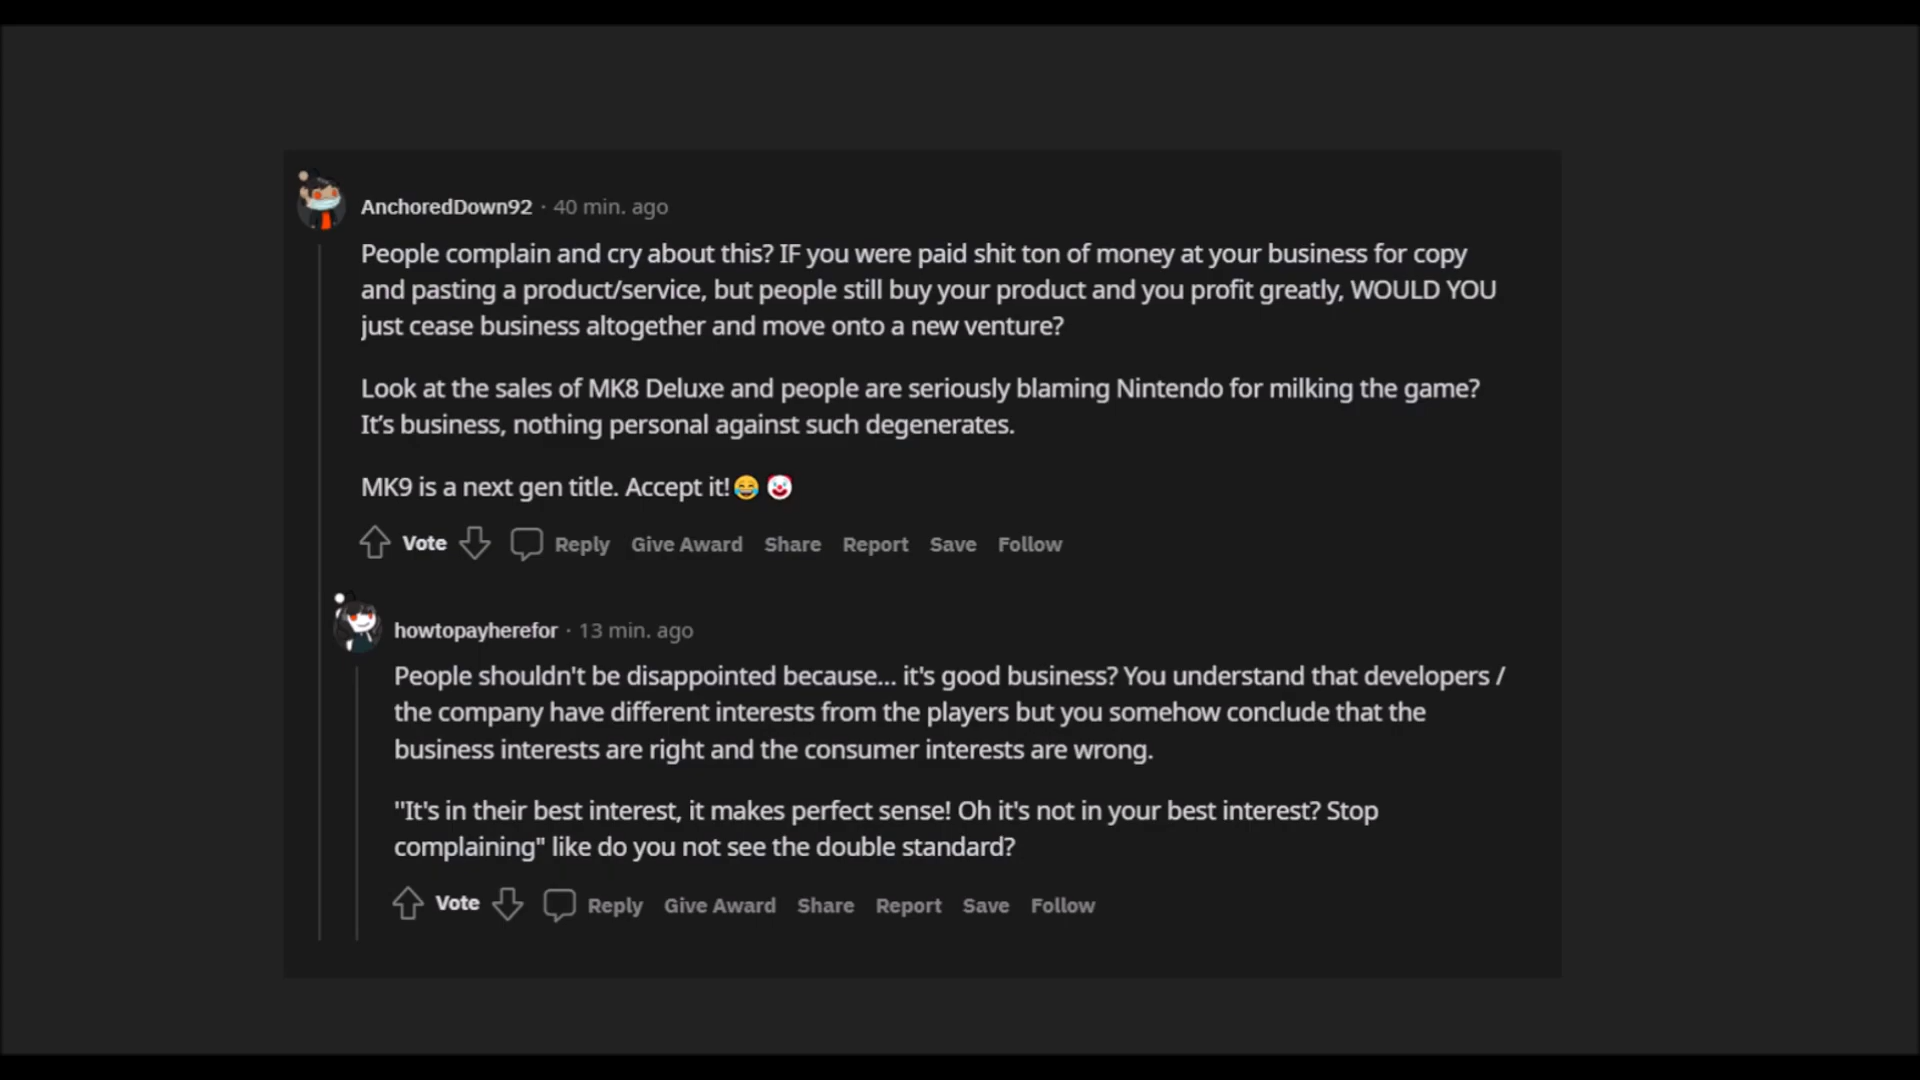 AnchoredDown92 · 40 min. ago
People complain and cry about this? IF you were paid shit ton of money at your business for copy
and pasting a product/service, but people still buy your product and you profit greatly, WOULD YOU
just cease business altogether and move onto a new venture?
Look at the sales of MK8 Deluxe and people are seriously blaming Nintendo for milking the game?
It’s business, nothing personal against such degenerates.
MK9 is a next gen title. Accept it!😂 🤡
Vote Reply Give Award Share Report Save Follow
howtopayherefor · 13 min. ago
People shouldn't be disappointed because... it's good business? You understand that developers /
the company have different interests from the players but you somehow conclude that the
business interests are right and the consumer interests are wrong.
"It's in their best interest, it makes perfect sense! Oh it's not in your best interest? Stop
complaining" like do you not see the double standard?
Vote Reply Give Award Share Report Save Follow